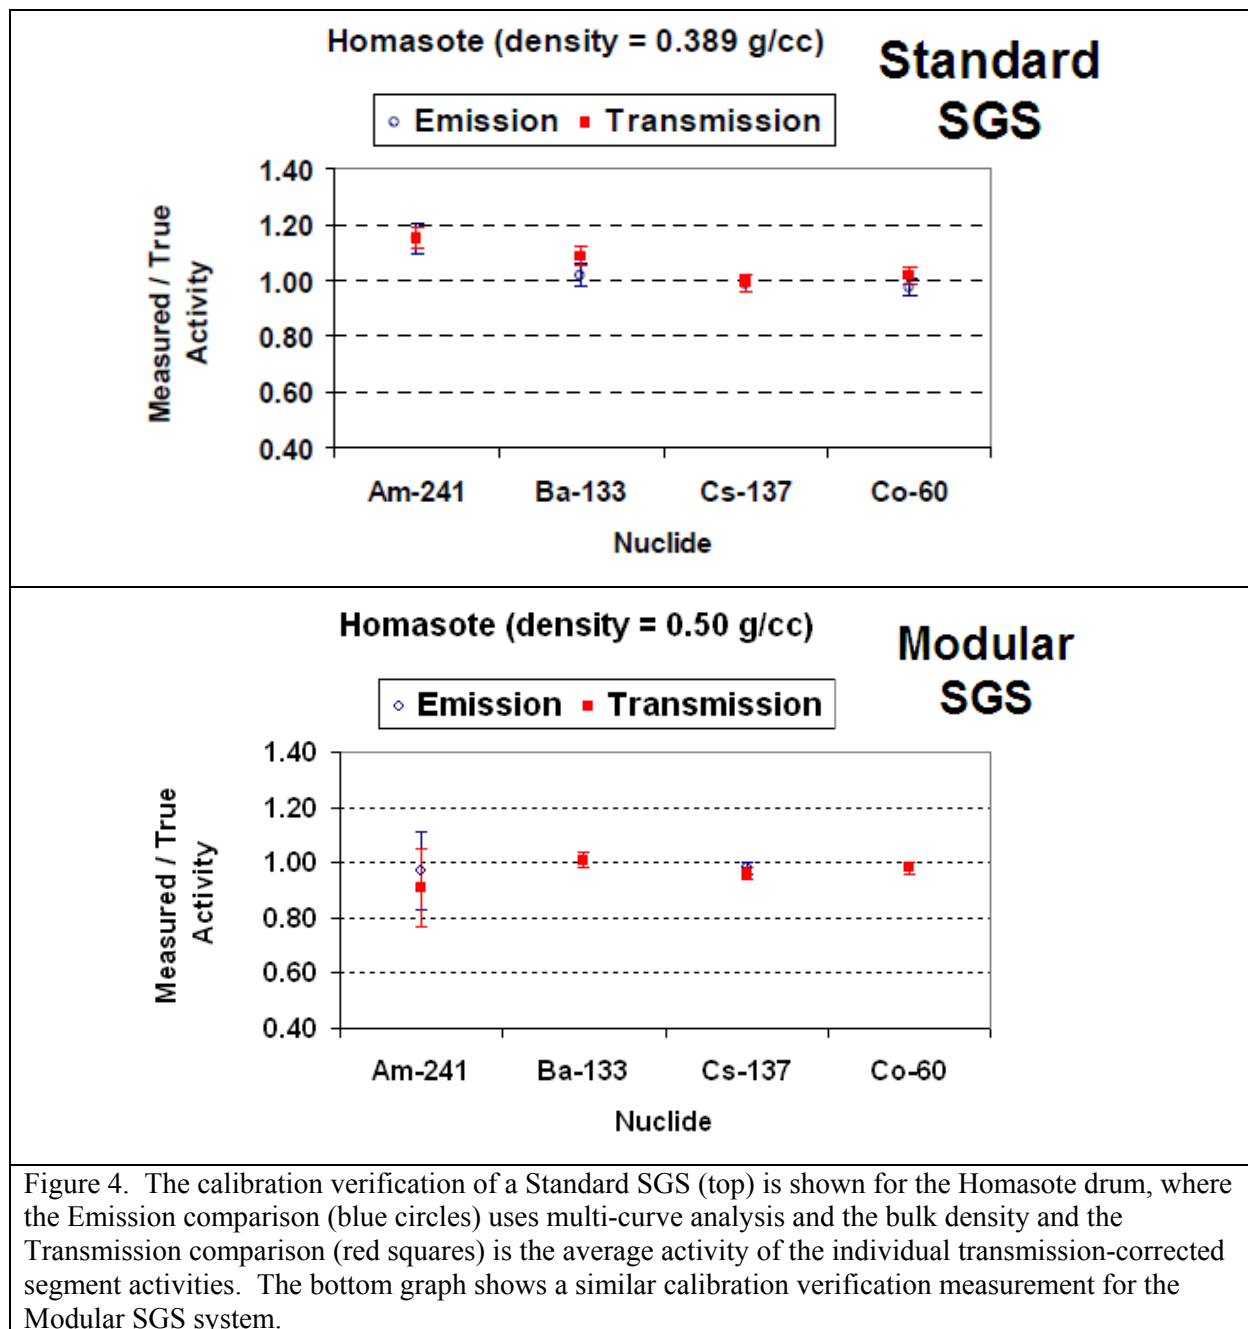 Homasote (density = 0.389 g/cc)
Standard
SGS
Emission Transmission
Measured / True
Activity
1.40
1.20
1.00
0.80
0.60
0.40
Am-241 Ba-133 Cs-137 Co-60
Nuclide
Homasote (density = 0.50 g/cc)
Modular
SGS
Emission Transmission
Measured / True
Activity
1.40
1.20
1.00
0.80
0.60
0.40
Am-241 Ba-133 Cs-137 Co-60
Nuclide
Figure 4.  The calibration verification of a Standard SGS (top) is shown for the Homasote drum, where
the Emission comparison (blue circles) uses multi-curve analysis and the bulk density and the
Transmission comparison (red squares) is the average activity of the individual transmission-corrected
segment activities.  The bottom graph shows a similar calibration verification measurement for the
Modular SGS system.